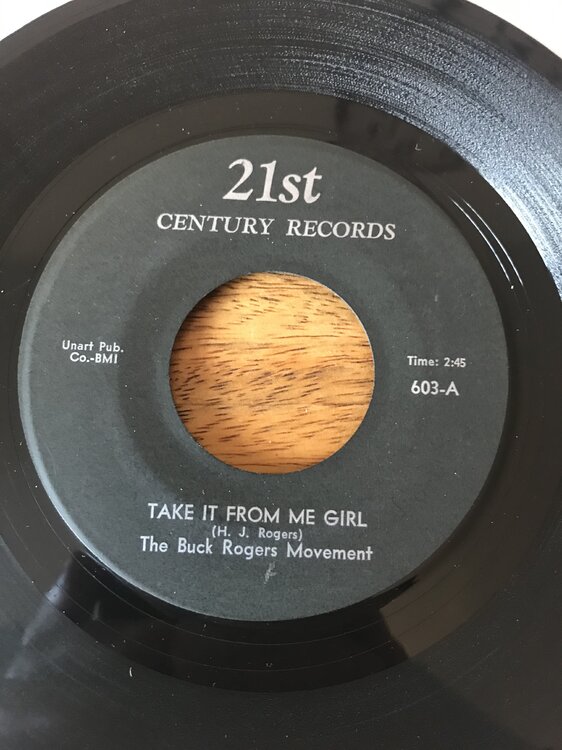 21st
CENTURY RECORDS
Unart Pub.
Co.-BMI
Time: 2:45
603-A
TAKE IT FROM ME GIRL
(H. J. Rogers)
The Buck Rogers Movement